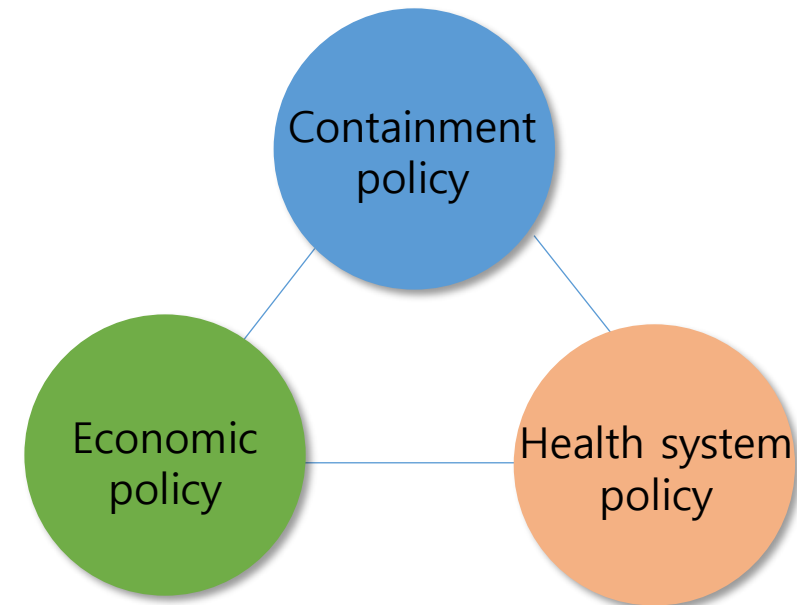 Containment
policy
Economic
policy
Health system
policy